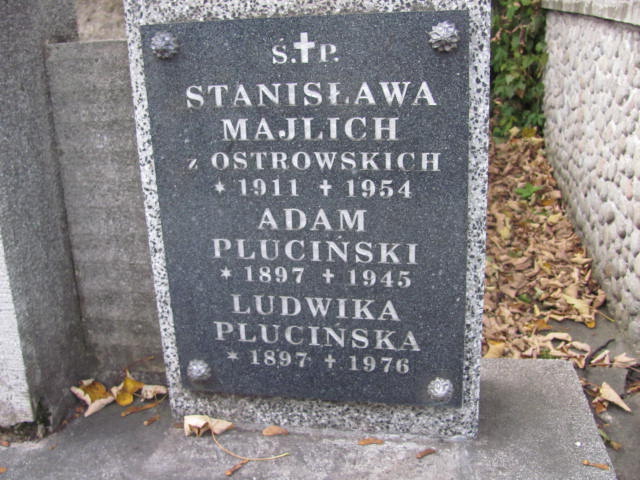 Ś.✝P.
STANISŁAWA
MAJLICH
z OSTROWSKICH
*1911 ✝ 1954
ADAM
PLUCIŃSKI
*1897 ✝ 1945
LUDWIKA
PLUCIŃSKA
*1897 ✝ 1976